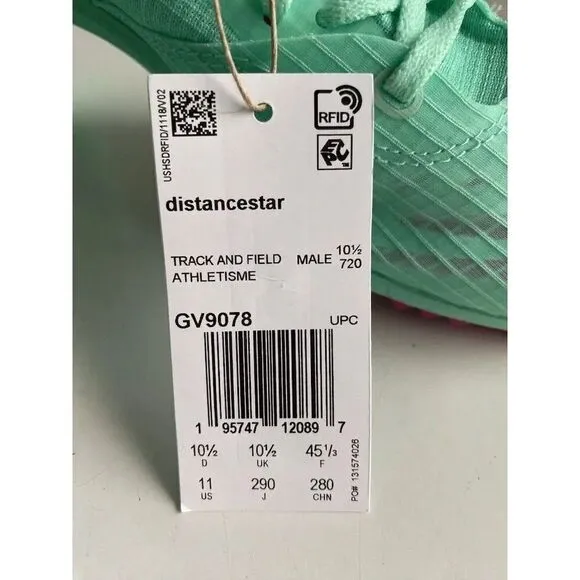 USHSDRFID/1118/V02
RFID
EPC
distancestar
TRACK AND FIELD MALE 10½
ATHLETISME 720
GV9078 UPC
1 95747 12089 7
10½ 10½ 45⅓
D UK F
11 290 280
US J CHN
PO# 131574026